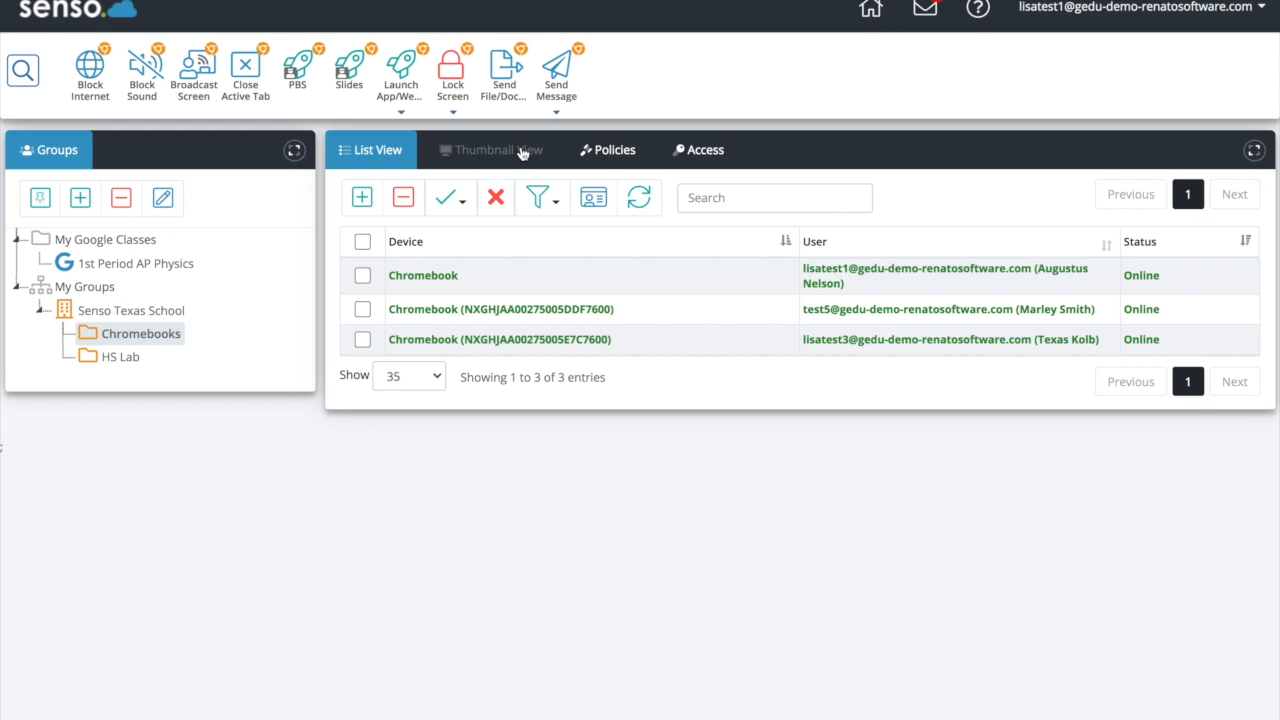 senso.
lisatest1@gedu-demo-renatosoftware.com
Block Internet
Block Sound
Broadcast Screen
Close Active Tab
PBS
Slides
Launch App/We...
Lock Screen
Send File/Doc...
Send Message
Groups
List View
Thumbnail View
Policies
Access
Search
Previous
1
Next
Device
User
Status
My Google Classes
1st Period AP Physics
My Groups
Senso Texas School
Chromebooks
HS Lab
Chromebook
lisatest1@gedu-demo-renatosoftware.com (Augustus
Nelson)
Online
Chromebook (NXGHJAA00275005DDF7600)
test5@gedu-demo-renatosoftware.com (Marley Smith)
Online
Chromebook (NXGHJAA00275005E7C7600)
lisatest3@gedu-demo-renatosoftware.com (Texas Kolb)
Online
Show
35
Showing 1 to 3 of 3 entries
Previous
1
Next
;